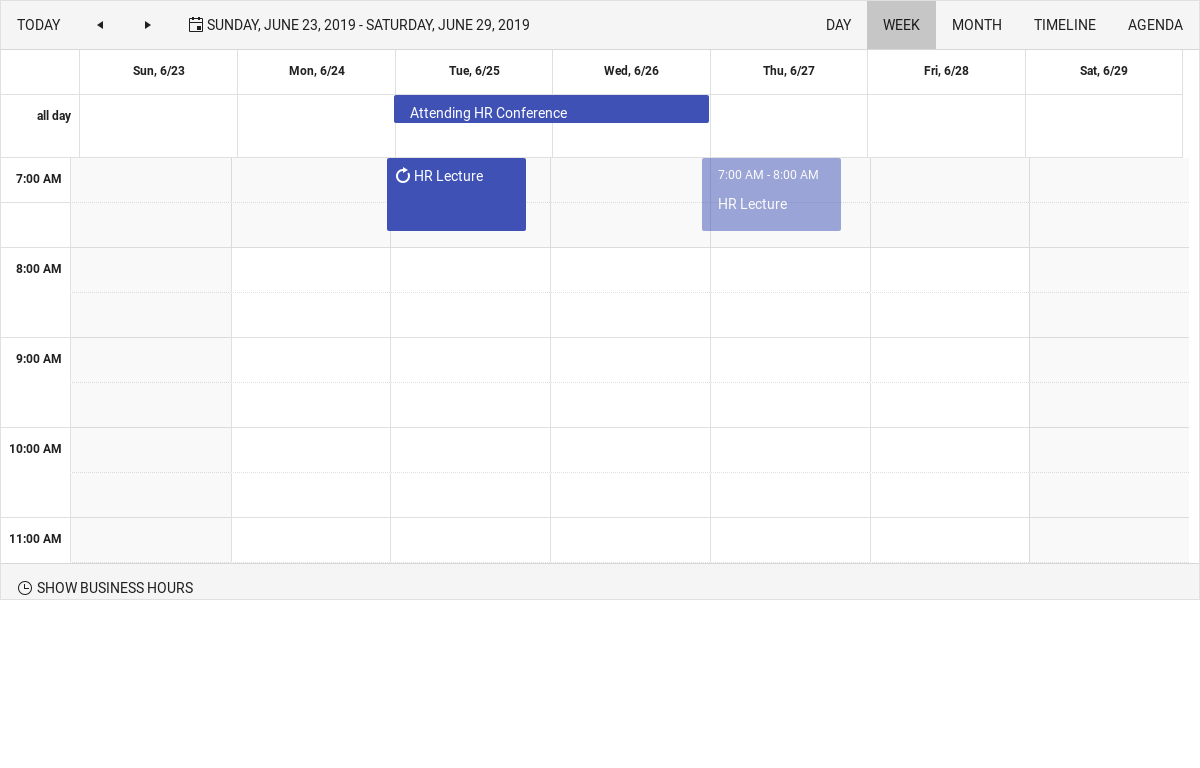 TODAY
SUNDAY, JUNE 23, 2019 - SATURDAY, JUNE 29, 2019
DAY
WEEK
MONTH
TIMELINE
AGENDA
Sun, 6/23
Mon, 6/24
Tue, 6/25
Wed, 6/26
Thu, 6/27
Fri, 6/28
Sat, 6/29
all day
Attending HR Conference
7:00 AM
HR Lecture
7:00 AM - 8:00 AM
HR Lecture
8:00 AM
9:00 AM
10:00 AM
11:00 AM
SHOW BUSINESS HOURS